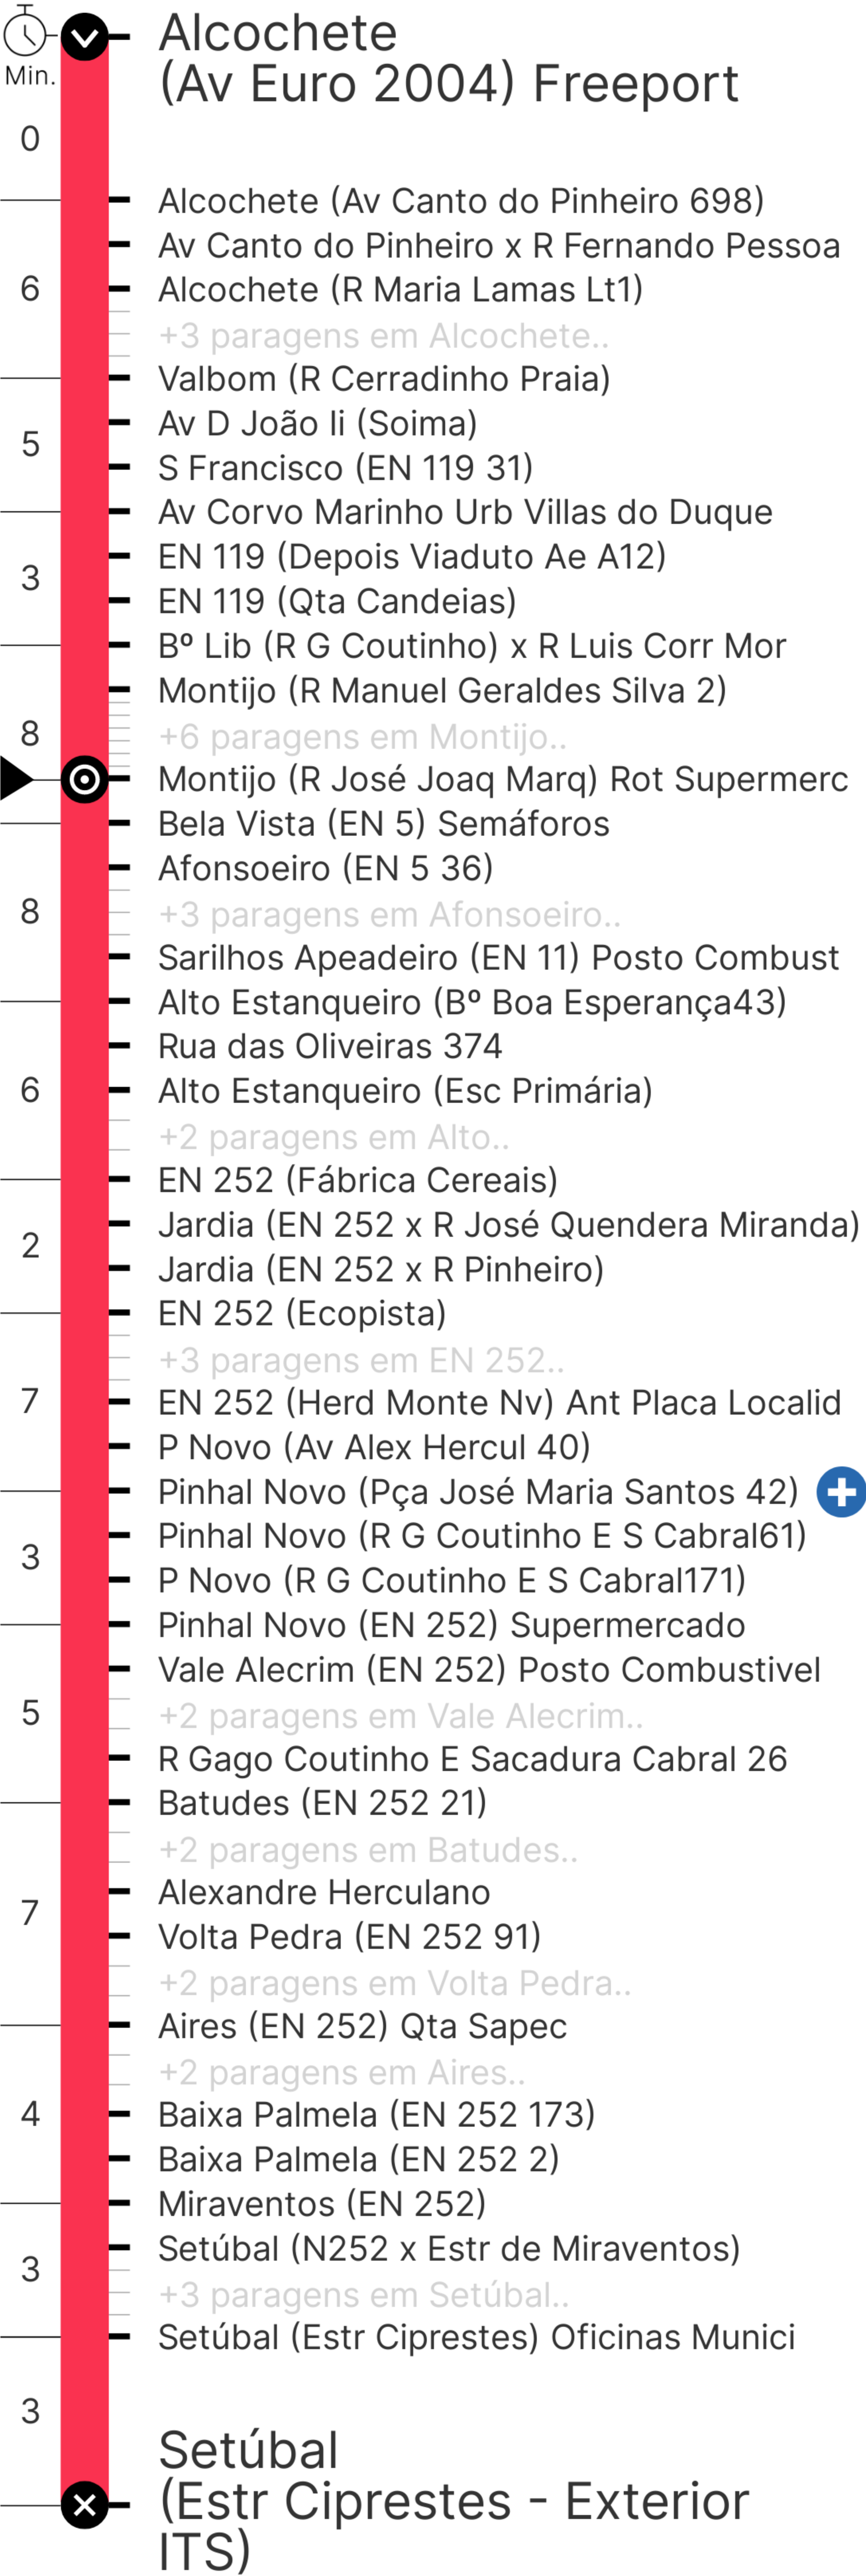 Alcochete
(Av Euro 2004) Freeport
Min.
0
Alcochete (Av Canto do Pinheiro 698)
Av Canto do Pinheiro x R Fernando Pessoa
6
Alcochete (R Maria Lamas Lt1)
+3 paragens em Alcochete..
Valbom (R Cerradinho Praia)
Av D João Ii (Soima)
5
S Francisco (EN 119 31)
Av Corvo Marinho Urb Villas do Duque
EN 119 (Depois Viaduto Ae A12)
3
EN 119 (Qta Candeias)
Bº Lib (R G Coutinho) x R Luis Corr Mor
Montijo (R Manuel Geraldes Silva 2)
8
+6 paragens em Montijo..
Montijo (R José Joaq Marq) Rot Supermerc
Bela Vista (EN 5) Semáforos
Afonsoeiro (EN 5 36)
8
+3 paragens em Afonsoeiro..
Sarilhos Apeadeiro (EN 11) Posto Combust
Alto Estanqueiro (Bº Boa Esperança43)
Rua das Oliveiras 374
6
Alto Estanqueiro (Esc Primária)
+2 paragens em Alto..
EN 252 (Fábrica Cereais)
Jardia (EN 252 x R José Quendera Miranda)
2
Jardia (EN 252 x R Pinheiro)
EN 252 (Ecopista)
+3 paragens em EN 252..
7
EN 252 (Herd Monte Nv) Ant Placa Localid
P Novo (Av Alex Hercul 40)
Pinhal Novo (Pça José Maria Santos 42)
Pinhal Novo (R G Coutinho E S Cabral61)
3
P Novo (R G Coutinho E S Cabral171)
Pinhal Novo (EN 252) Supermercado
Vale Alecrim (EN 252) Posto Combustivel
5
+2 paragens em Vale Alecrim..
R Gago Coutinho E Sacadura Cabral 26
Batudes (EN 252 21)
+2 paragens em Batudes..
Alexandre Herculano
7
Volta Pedra (EN 252 91)
+2 paragens em Volta Pedra..
Aires (EN 252) Qta Sapec
+2 paragens em Aires..
4
Baixa Palmela (EN 252 173)
Baixa Palmela (EN 252 2)
Miraventos (EN 252)
Setúbal (N252 x Estr de Miraventos)
3
+3 paragens em Setúbal..
Setúbal (Estr Ciprestes) Oficinas Munici
3
Setúbal
(Estr Ciprestes - Exterior
ITS)